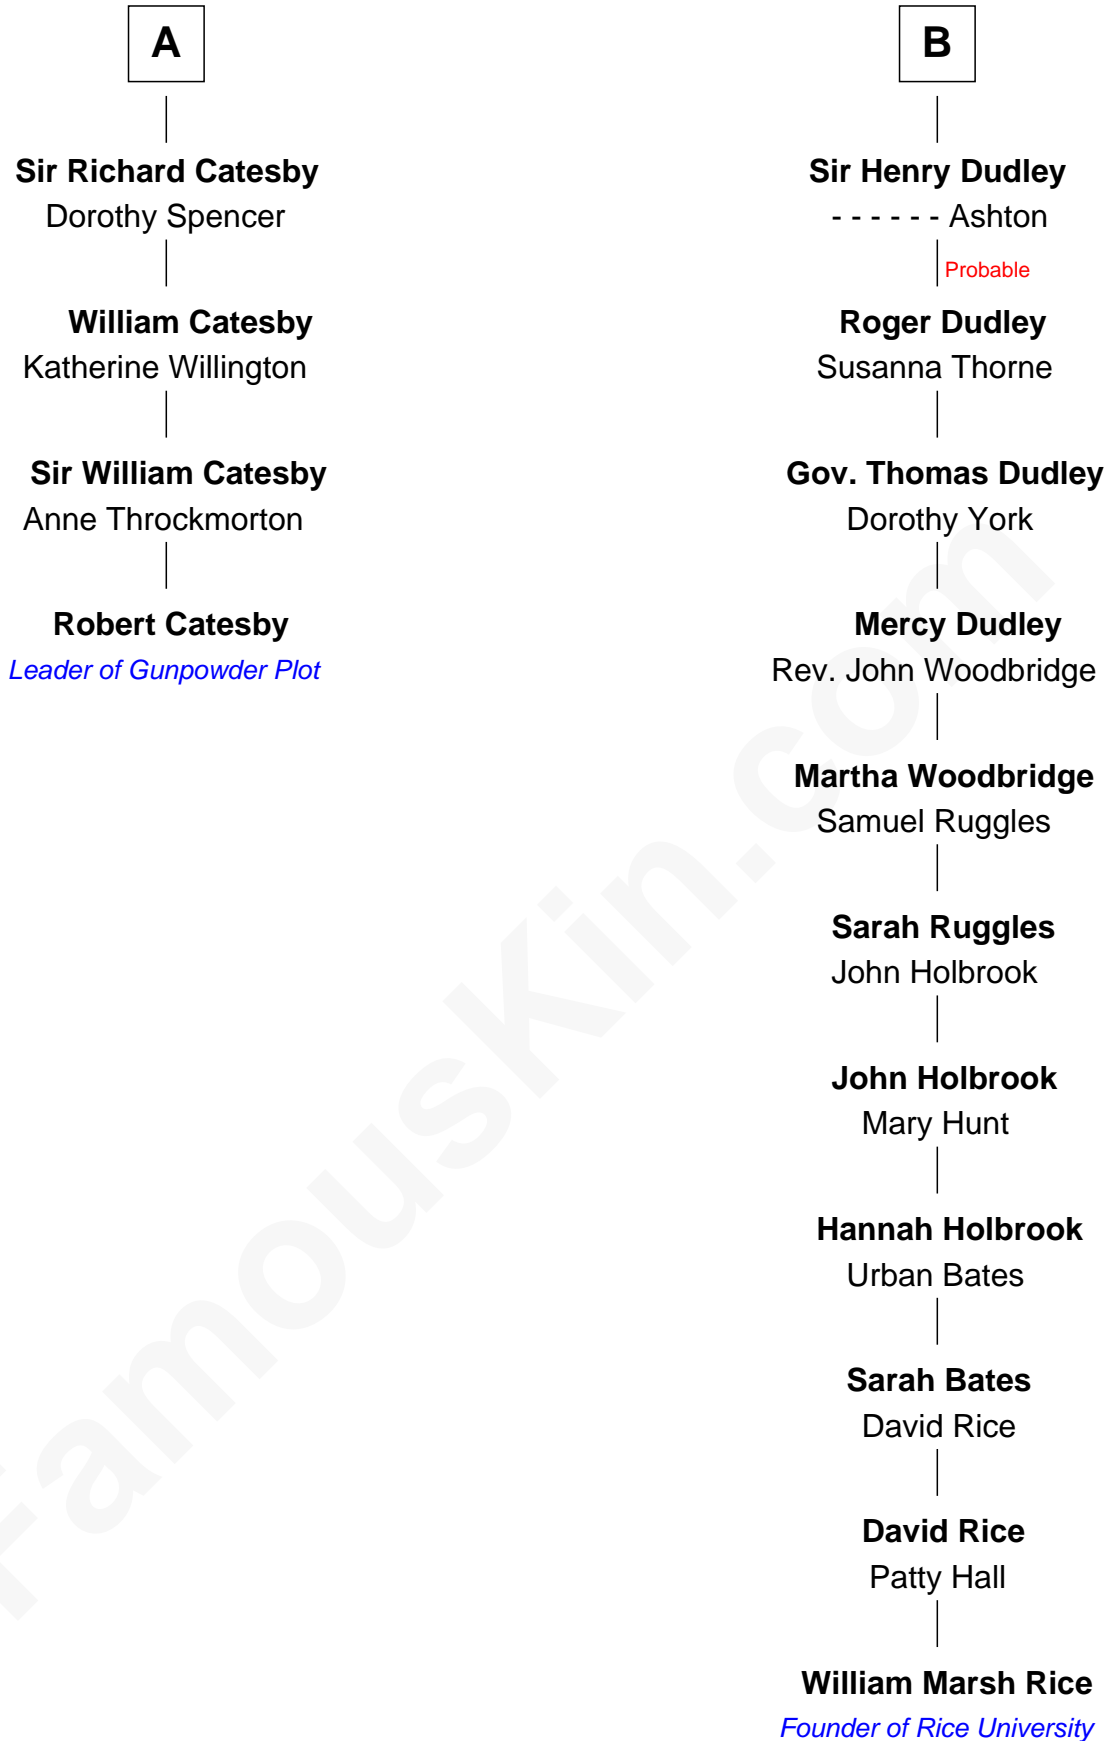 A
Sir Richard Catesby
Dorothy Spencer
William Catesby
Katherine Willington
Sir William Catesby
Anne Throckmorton
Robert Catesby
Leader of Gunpowder Plot
B
Sir Henry Dudley
- - - - - - Ashton
Probable
Roger Dudley
Susanna Thorne
Gov. Thomas Dudley
Dorothy York
Mercy Dudley
Rev. John Woodbridge
Martha Woodbridge
Samuel Ruggles
Sarah Ruggles
John Holbrook
John Holbrook
Mary Hunt
Hannah Holbrook
Urban Bates
Sarah Bates
David Rice
David Rice
Patty Hall
William Marsh Rice
Founder of Rice University
FamousKin.com